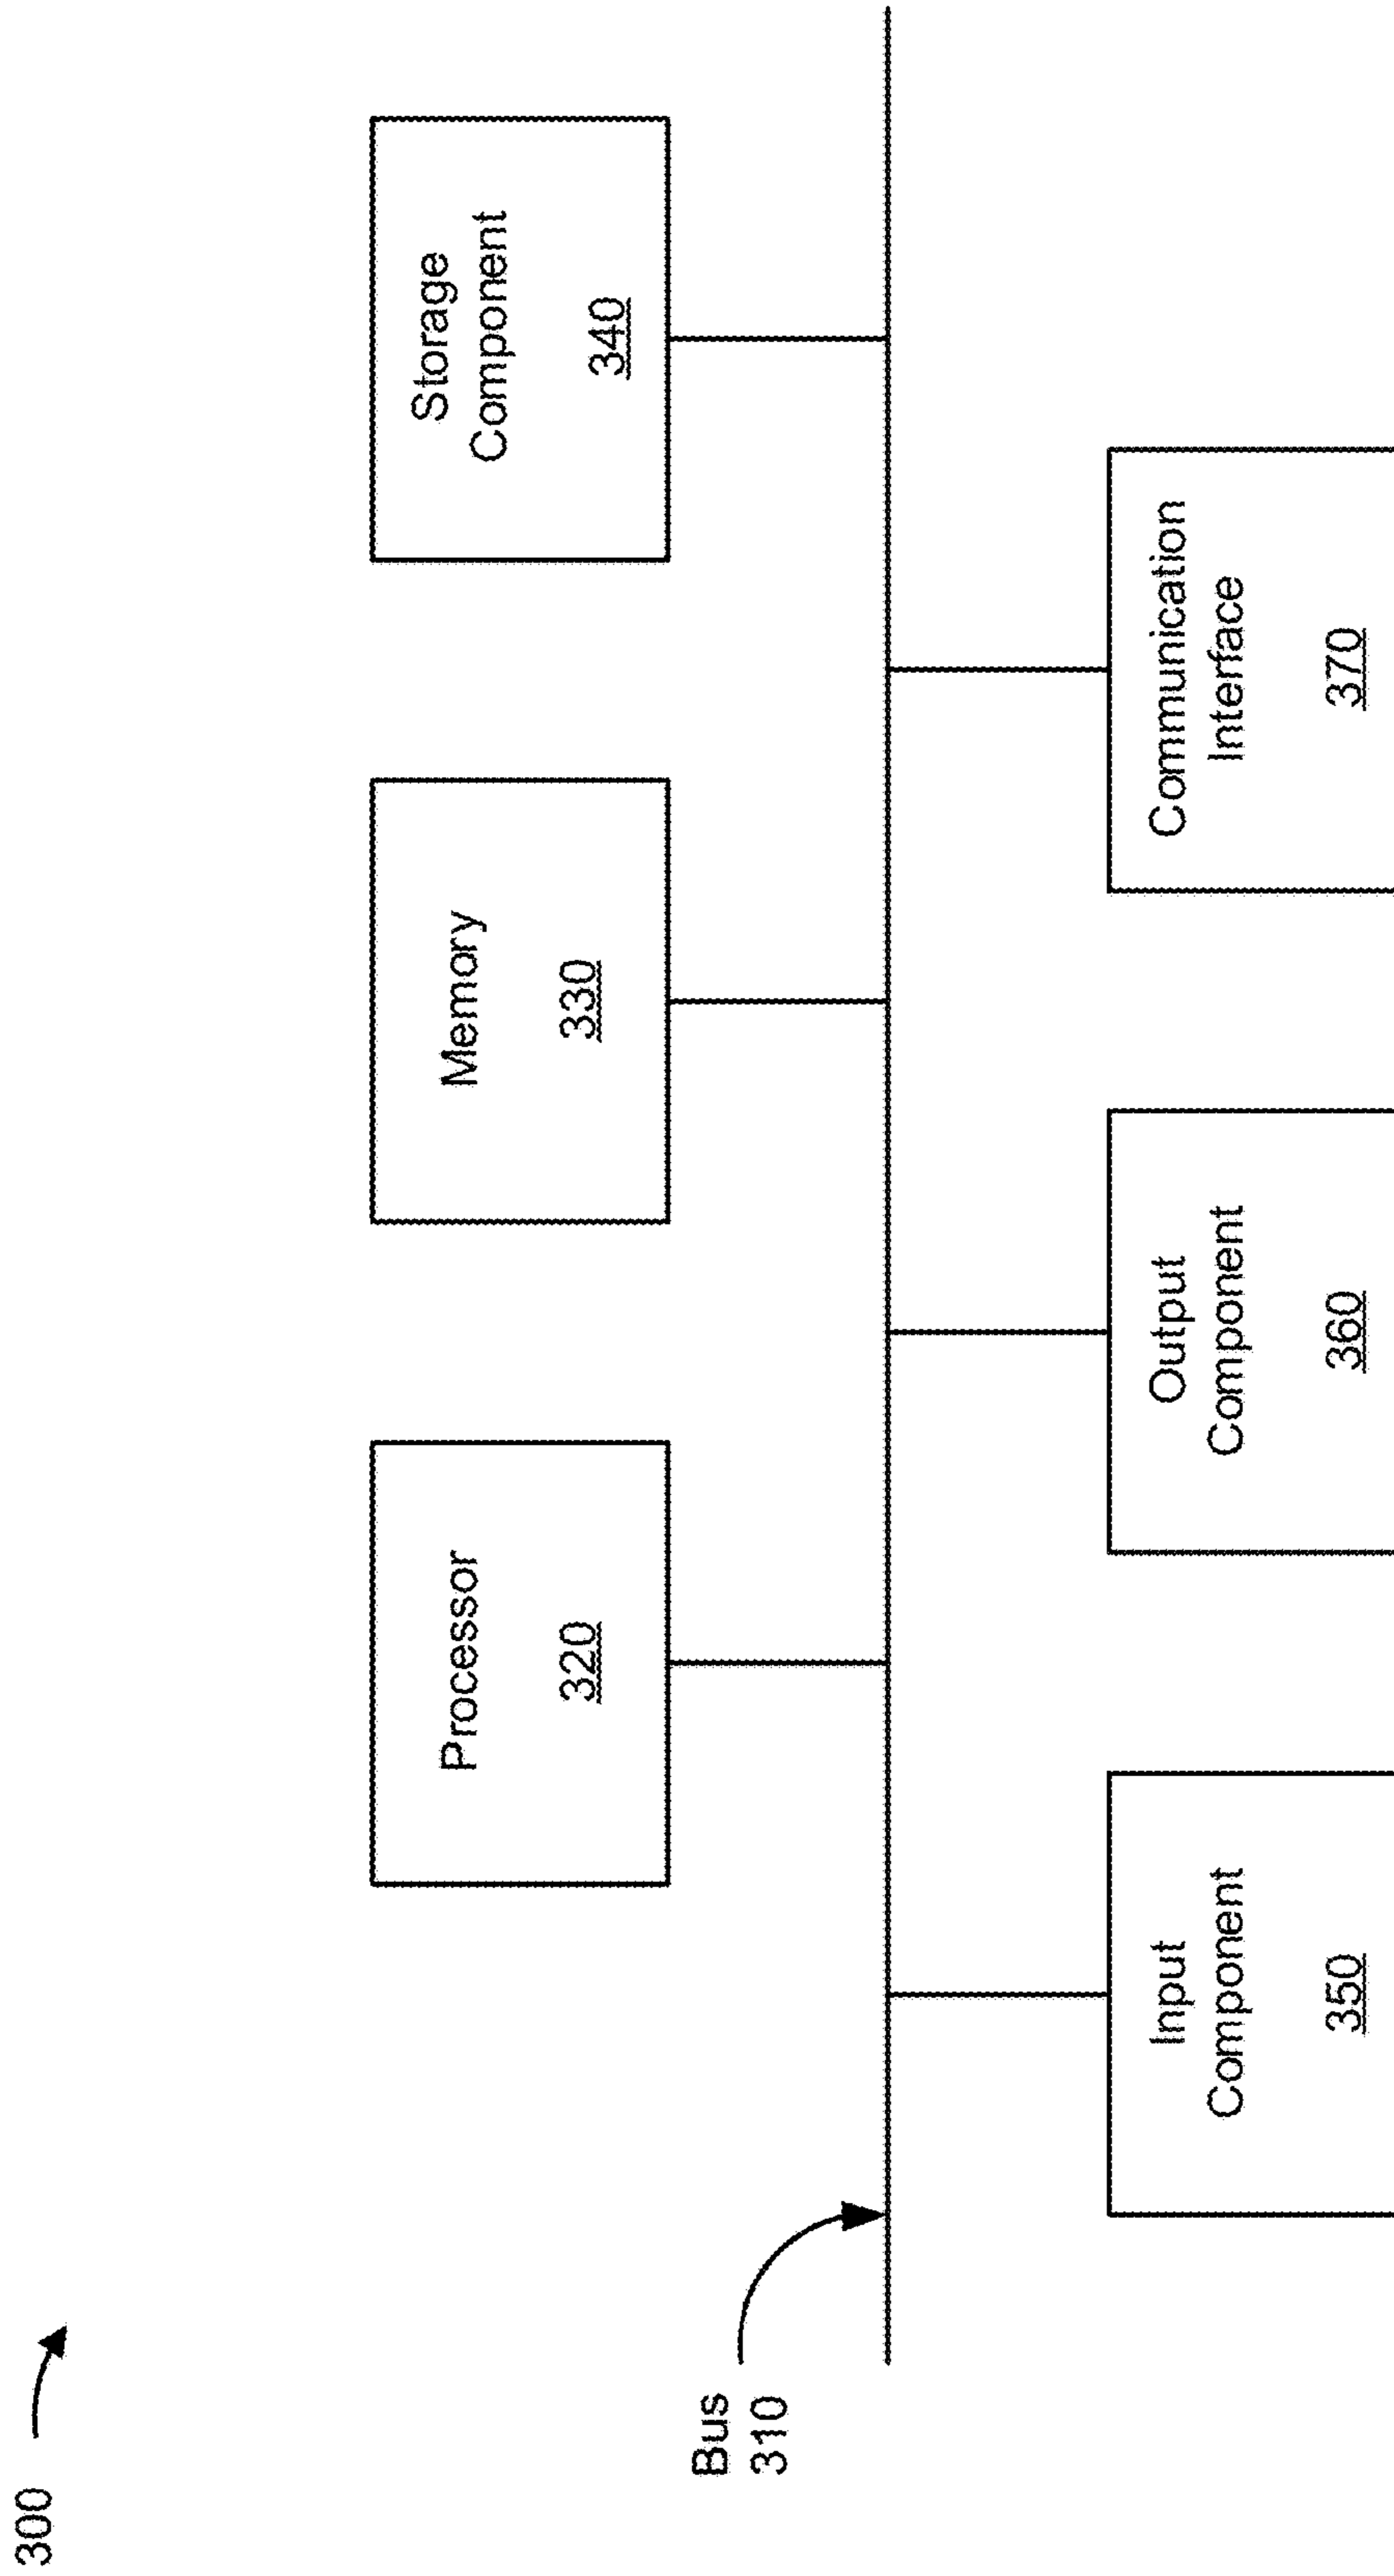 300
Processor
320
Memory
330
Storage
Component
340
Bus
310
Input
Component
350
Output
Component
360
Communication
Interface
370